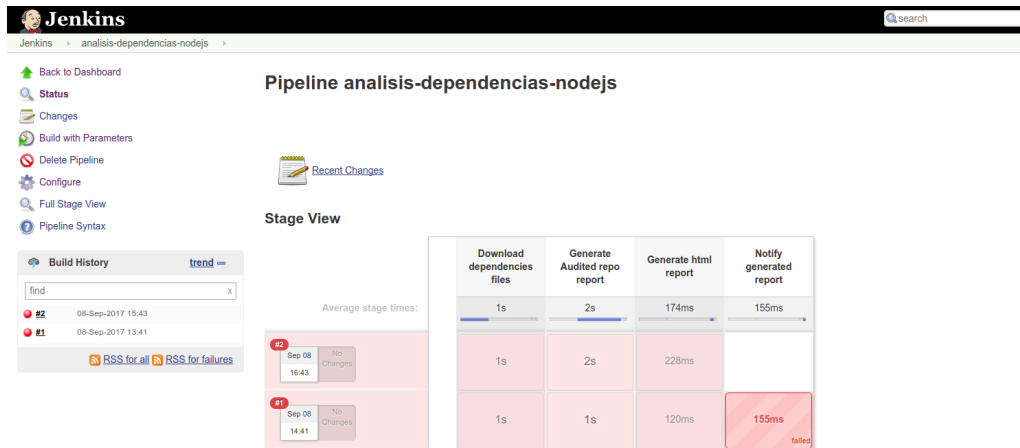 Jenkins
search
Jenkins analisis-dependencias-nodejs
Back to Dashboard
Status
Changes
Build with Parameters
Delete Pipeline
Configure
Full Stage View
Pipeline Syntax
Build History trend
find x
#2 08-Sep-2017 15:43
#1 08-Sep-2017 13:41
RSS for all RSS for failures
Pipeline analisis-dependencias-nodejs
Recent Changes
Stage View
Download dependencies files
Generate Audited repo report
Generate html report
Notify generated report
Average stage times: 1s 2s 174ms 155ms
#2
Sep 08 No Changes
16:43
1s 2s 228ms
#1
Sep 08 No Changes
14:41
1s 1s 120ms 155ms
failed